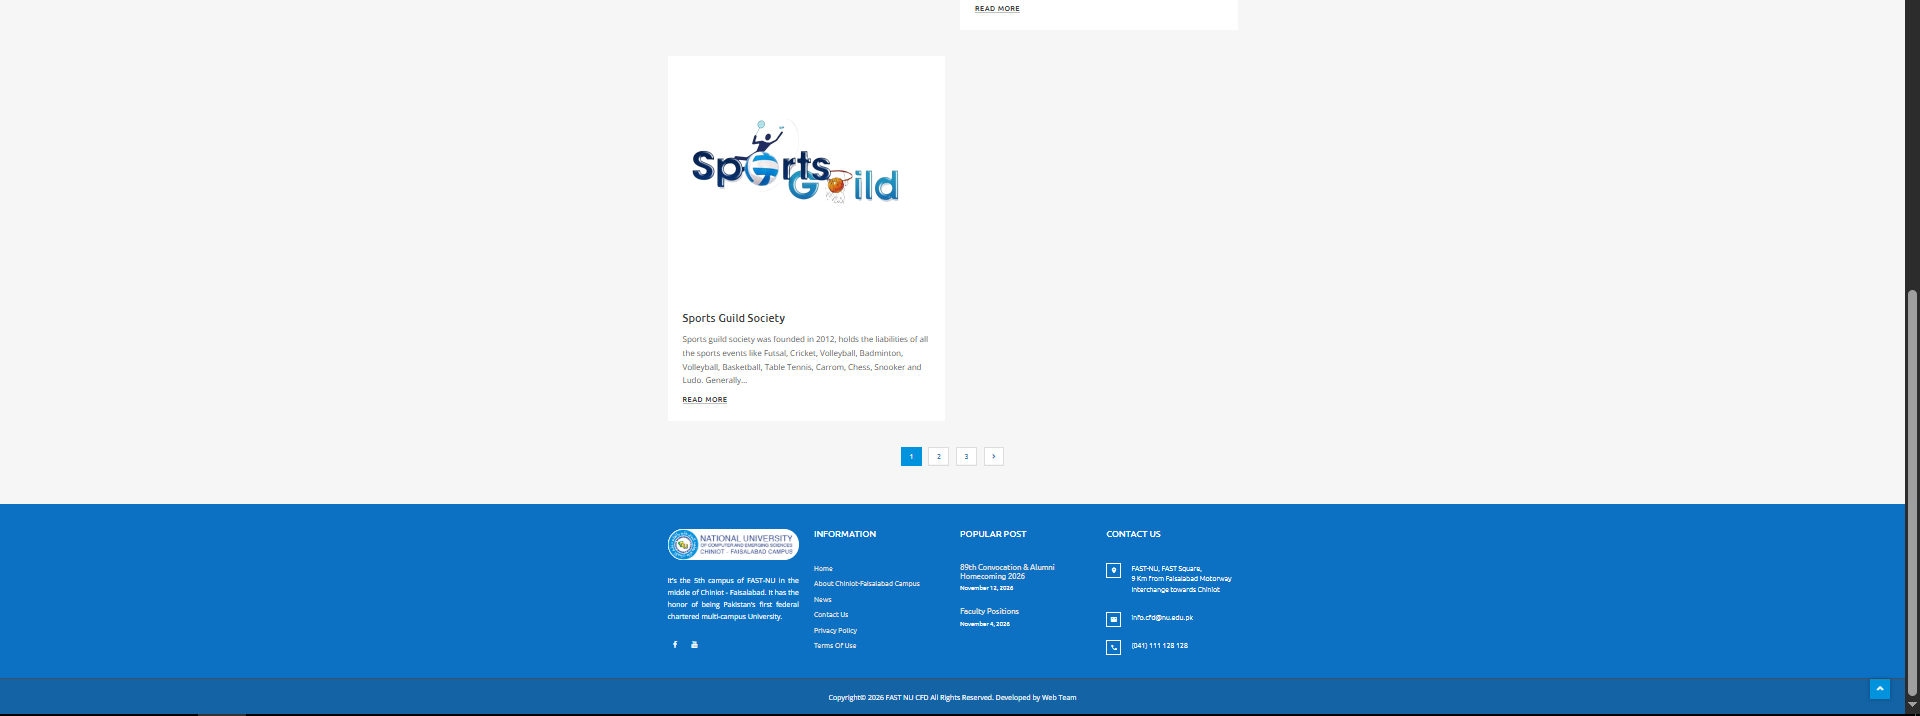 READ MORE
Sports
Guild
Sports Guild Society
Sports guild society was founded in 2012, holds the liabilities of all
the sports events like Futsal, Cricket, Volleyball, Badminton,
Volleyball, Basketball, Table Tennis, Carrom, Chess, Snooker and
Ludo. Generally...
READ MORE
1 2 3 ›
NATIONAL UNIVERSITY
OF COMPUTER AND EMERGING SCIENCES
CHINIOT - FAISALABAD CAMPUS
It's the 5th campus of FAST-NU in the
middle of Chiniot - Faisalabad. It has the
honor of being Pakistan's first federal
chartered multi-campus University.
INFORMATION
Home
About Chiniot-Faisalabad Campus
News
Contact Us
Privacy Policy
Terms Of Use
POPULAR POST
89th Convocation & Alumni
Homecoming 2026
November 12, 2026
Faculty Positions
November 4, 2026
CONTACT US
FAST-NU, FAST Square,
9 Km from Faisalabad Motorway
Interchange towards Chiniot
info.cfd@nu.edu.pk
(041) 111 128 128
Copyright© 2026 FAST NU CFD All Rights Reserved. Developed by Web Team